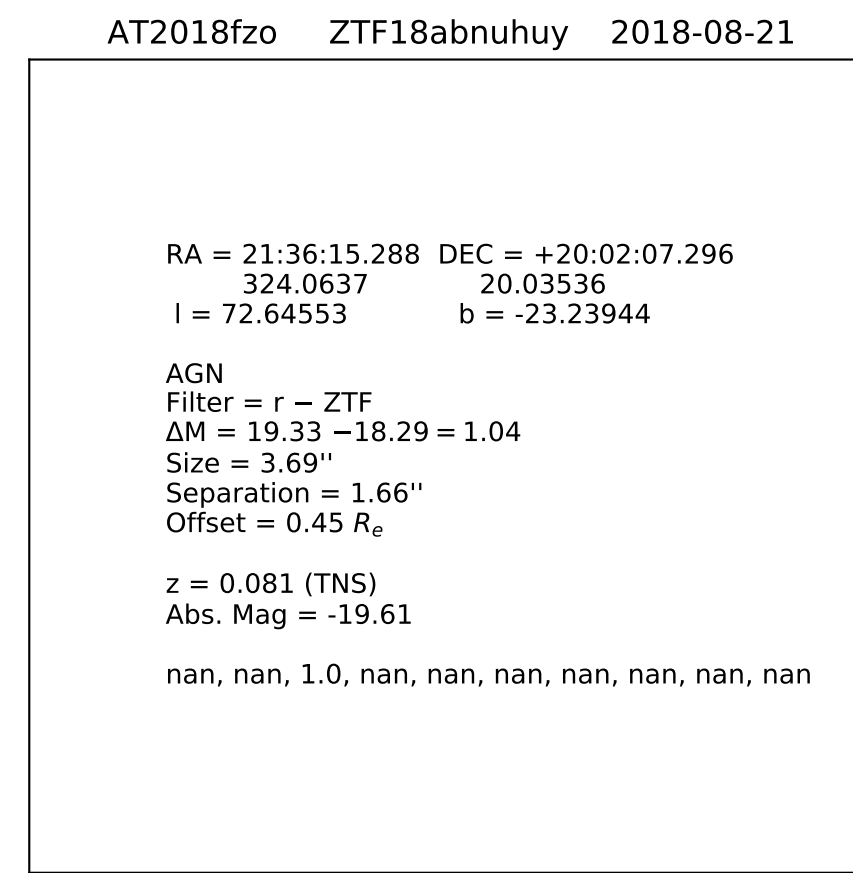 AT2018fzo ZTF18abnuhuy 2018-08-21
RA = 21:36:15.288 DEC = +20:02:07.296
324.0637 20.03536
l = 72.64553 b = -23.23944
AGN
Filter = r − ZTF
ΔM = 19.33 −18.29 = 1.04
Size = 3.69''
Separation = 1.66''
Offset = 0.45 Rₑ
z = 0.081 (TNS)
Abs. Mag = -19.61
nan, nan, 1.0, nan, nan, nan, nan, nan, nan, nan